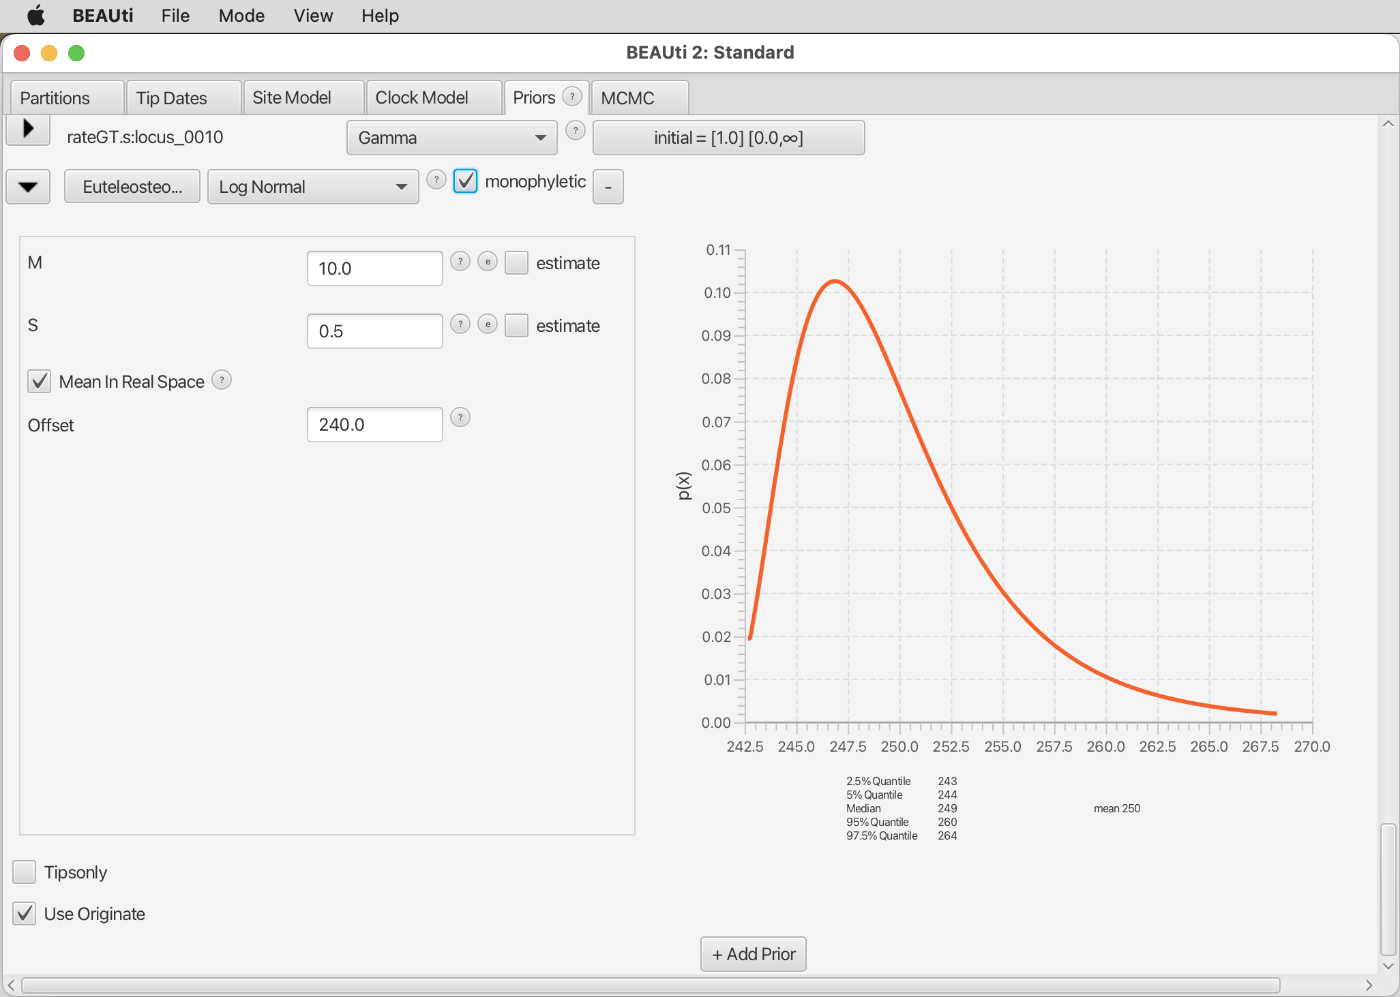 BEAUti File Mode View Help
BEAUti 2: Standard
Partitions Tip Dates Site Model Clock Model Priors ? MCMC
rateGT.s:locus_0010 Gamma ? initial = [1.0] [0.0,∞]
Euteleosteo... Log Normal ? monophyletic -
M 10.0 ? e estimate
S 0.5 ? e estimate
Mean In Real Space ?
Offset 240.0 ?
p(x)
0.11
0.10
0.09
0.08
0.07
0.06
0.05
0.04
0.03
0.02
0.01
0.00
242.5 245.0 247.5 250.0 252.5 255.0 257.5 260.0 262.5 265.0 267.5 270.0
2.5% Quantile 243
5% Quantile 244
Median 249 mean 250
95% Quantile 260
97.5% Quantile 264
Tipsonly
Use Originate
+ Add Prior